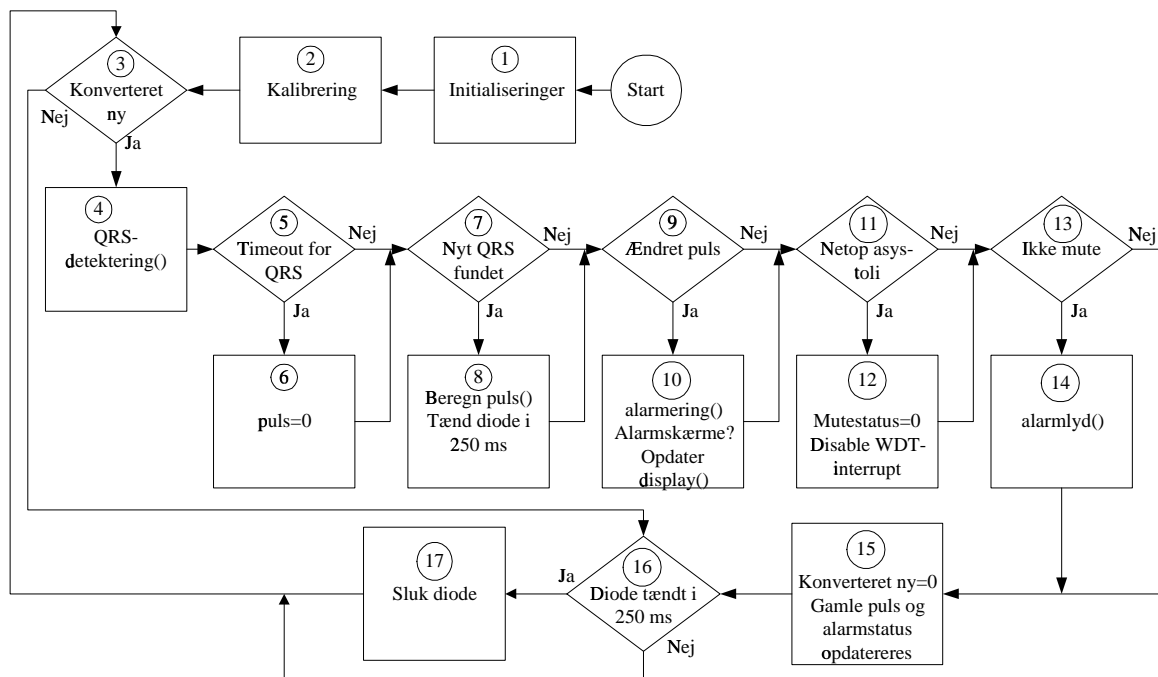 3
Konverteret
ny
Nej
Ja
2
Kalibrering
1
Initialiseringer
Start
4
QRS-
detektering()
5
Timeout for
QRS
Nej
Ja
6
puls=0
7
Nyt QRS
fundet
Nej
Ja
8
Beregn puls()
Tænd diode i
250 ms
9
Ændret puls
Nej
Ja
10
alarmering()
Alarmskærme?
Opdater
display()
11
Netop asys-
toli
Nej
Ja
12
Mutestatus=0
Disable WDT-
interrupt
13
Ikke mute
Nej
Ja
14
alarmlyd()
15
Konverteret ny=0
Gamle puls og
alarmstatus
opdatereres
16
Diode tændt i
250 ms
Ja
Nej
17
Sluk diode